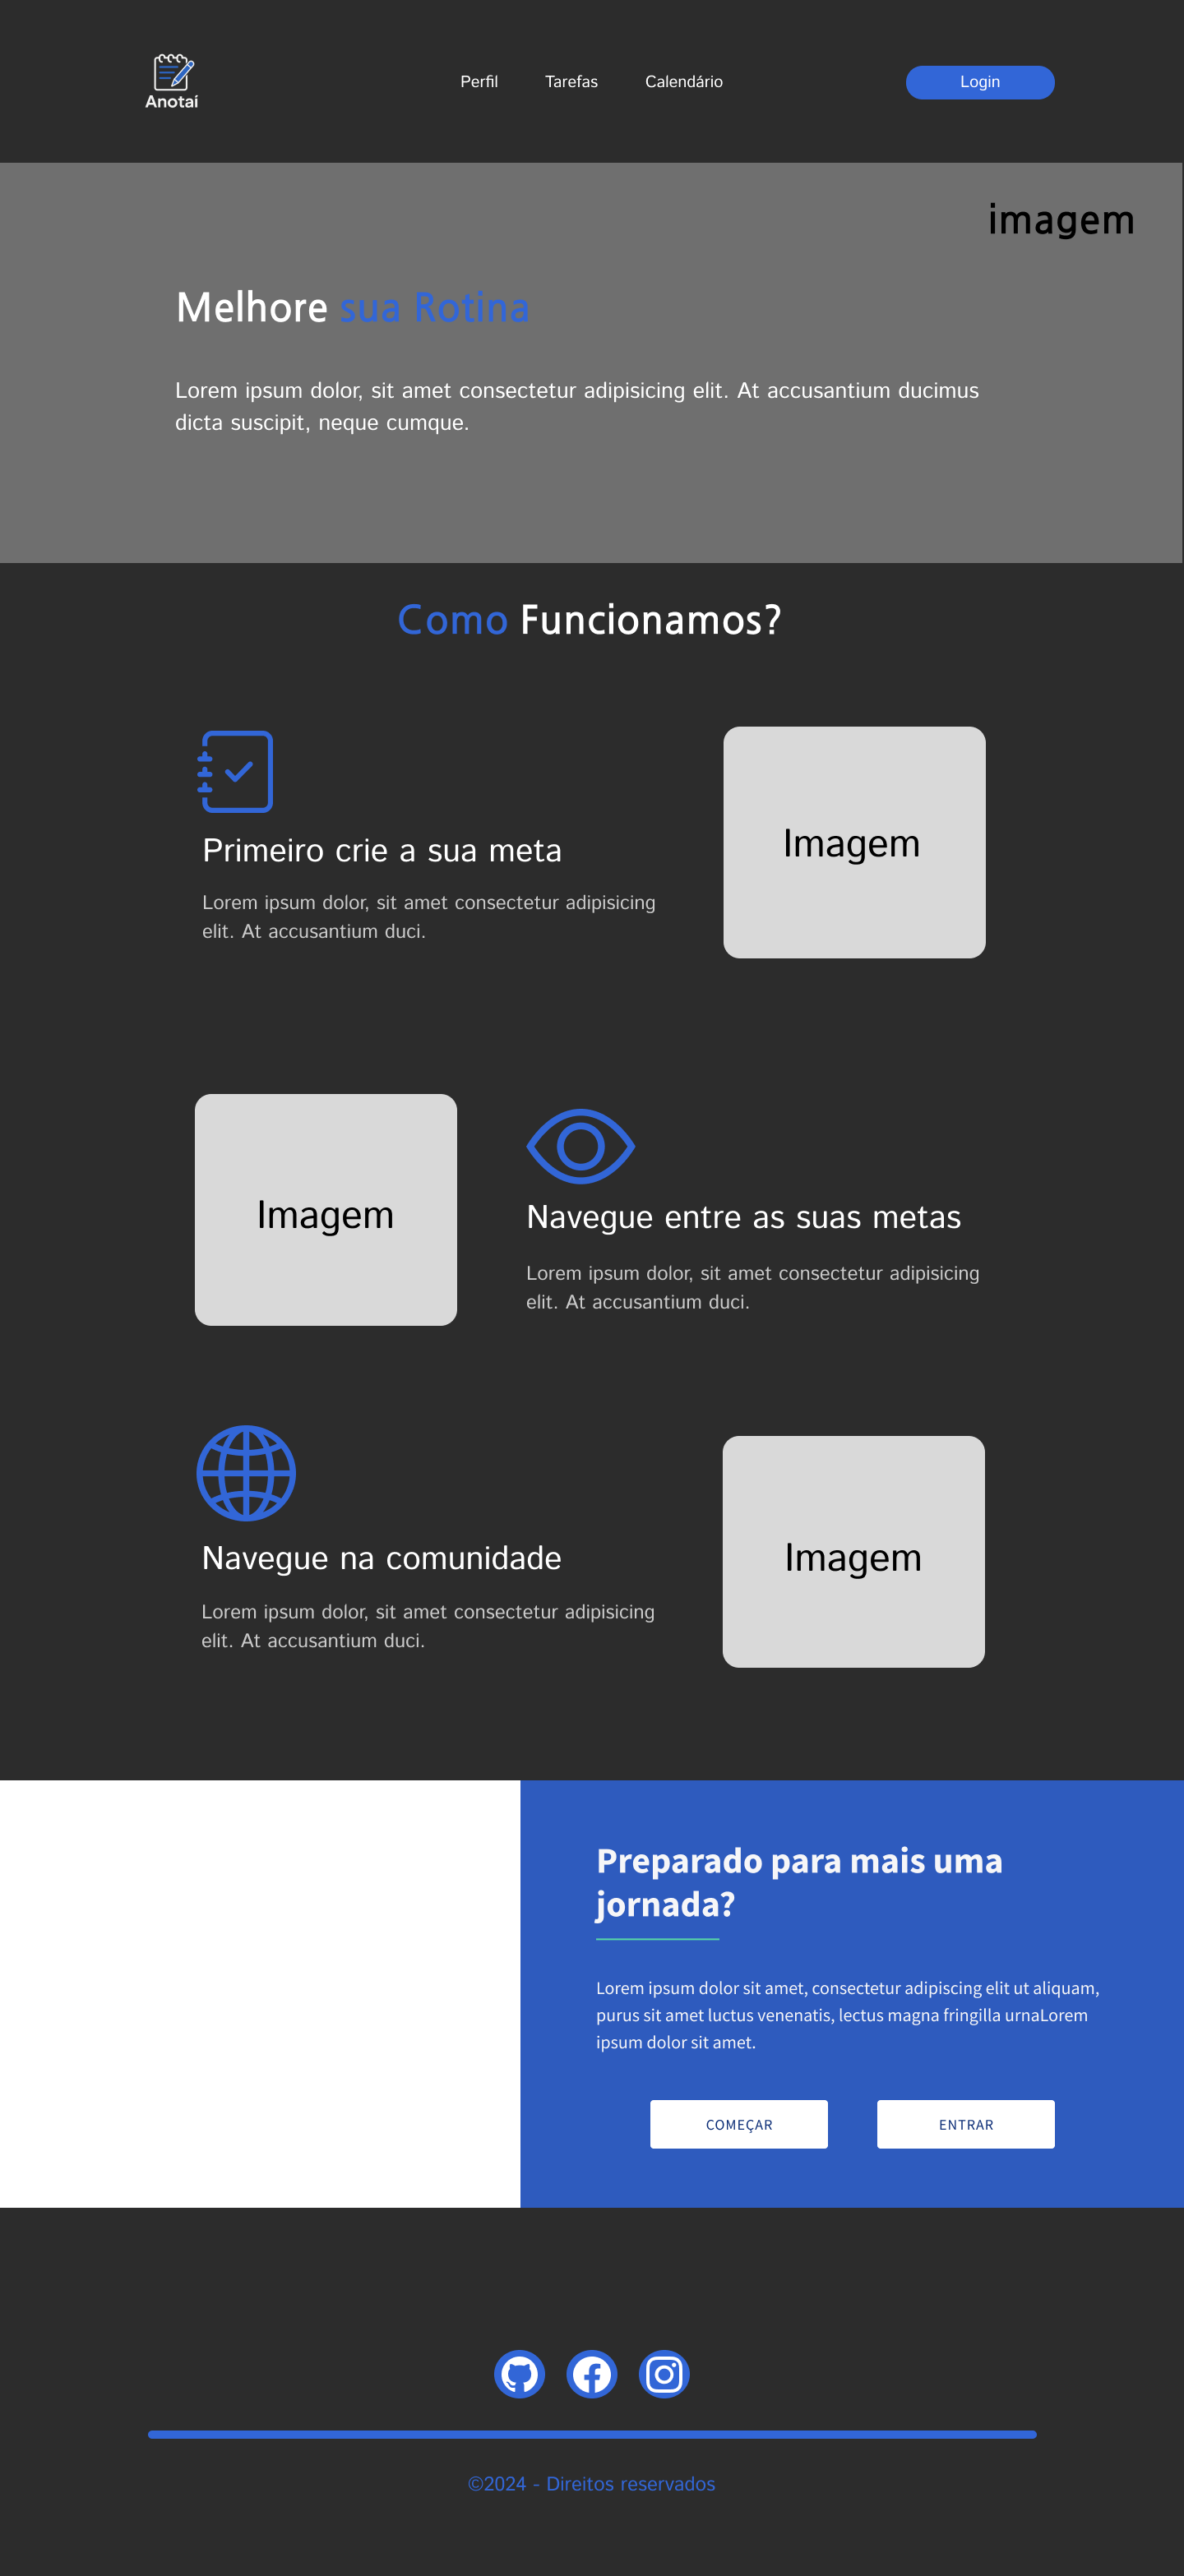 Anotaí
Perfil
Tarefas
Calendário
Login
imagem
Melhore sua Rotina
Lorem ipsum dolor, sit amet consectetur adipisicing elit. At accusantium ducimus
dicta suscipit, neque cumque.
Como Funcionamos?
Primeiro crie a sua meta
Lorem ipsum dolor, sit amet consectetur adipisicing
elit. At accusantium duci.
Imagem
Imagem
Navegue entre as suas metas
Lorem ipsum dolor, sit amet consectetur adipisicing
elit. At accusantium duci.
Navegue na comunidade
Lorem ipsum dolor, sit amet consectetur adipisicing
elit. At accusantium duci.
Imagem
Preparado para mais uma
jornada?
Lorem ipsum dolor sit amet, consectetur adipiscing elit ut aliquam,
purus sit amet luctus venenatis, lectus magna fringilla urnaLorem
ipsum dolor sit amet.
COMEÇAR
ENTRAR
©2024 - Direitos reservados